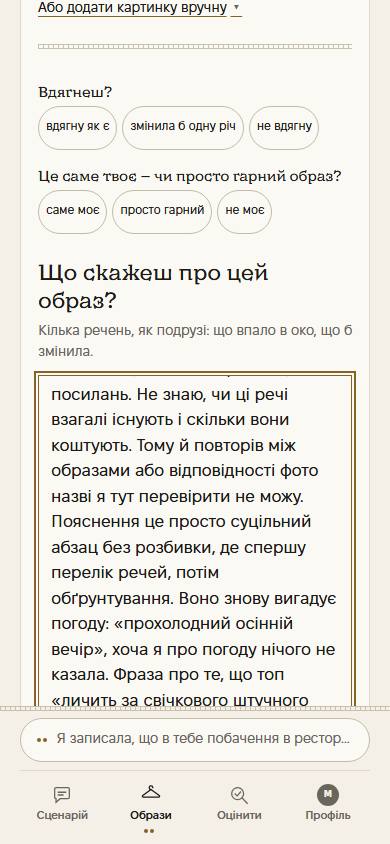 Або додати картинку вручну ▾
Вдягнеш?
вдягну як є
змінила б одну річ
не вдягну
Це саме твоє – чи просто гарний образ?
саме моє
просто гарний
не моє
Що скажеш про цей
образ?
Кілька речень, як подрузі: що впало в око, що б
змінила.
посилань. Не знаю, чи ці речі
взагалі існують і скільки вони
коштують. Тому й повторів між
образами або відповідності фото
назві я тут перевірити не можу.
Пояснення це просто суцільний
абзац без розбивки, де спершу
перелік речей, потім
обґрунтування. Воно знову вигадує
погоду: «прохолодний осінній
вечір», хоча я про погоду нічого не
казала. Фраза про те, що топ
«личить за свічкового штучного
Я записала, що в тебе побачення в рестор...
Сценарій
Образи
Оцінити
М
Профіль